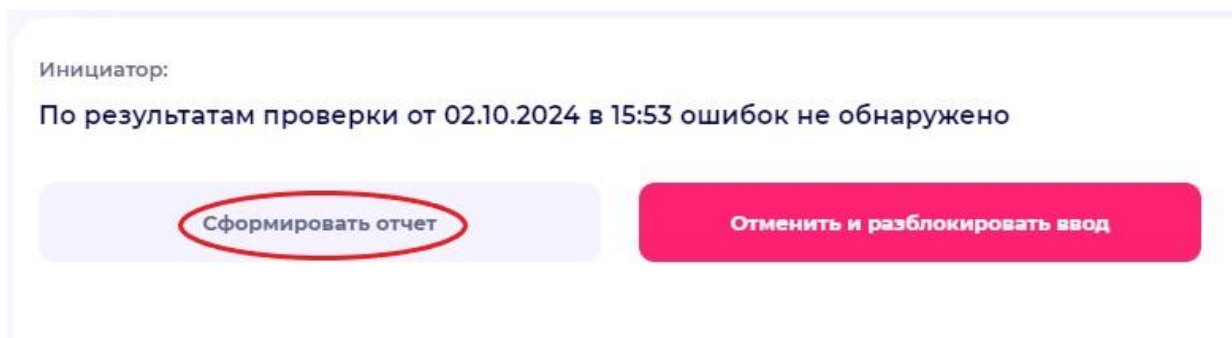 Инициатор:
По результатам проверки от 02.10.2024 в 15:53 ошибок не обнаружено
Сформировать отчет
Отменить и разблокировать ввод